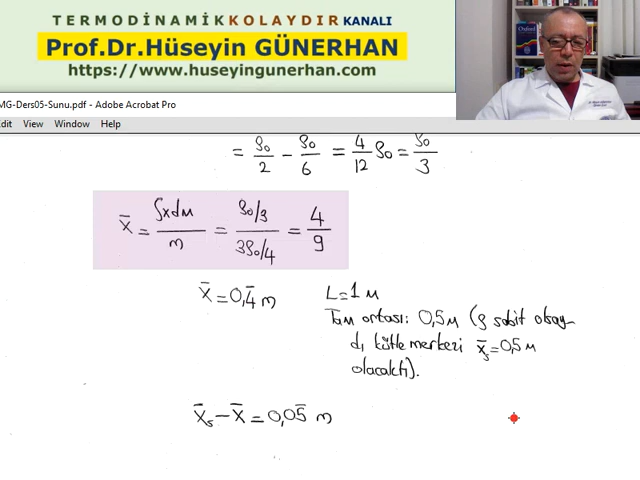 TERMODİNAMİKKOLAYDIR KANALI
Prof.Dr.Hüseyin GÜNERHAN
https://www.huseyingunerhan.com
MG-Ders05-Sunu.pdf - Adobe Acrobat Pro
dit View Window Help
= ρ₀/2 − ρ₀/6 = 4/12 ρ₀ = ρ₀/3
x̄ = ∫xdm/m = (ρ₀/3)/(3ρ₀/4) = 4/9
x̄ = 0,4̄ m L=1 m
Tam ortası: 0,5 m (ρ sabit olsay-
dı kütle merkezi x̄ₛ=0,5 m
olacaktı).
x̄ₛ − x̄ = 0,05̄ m